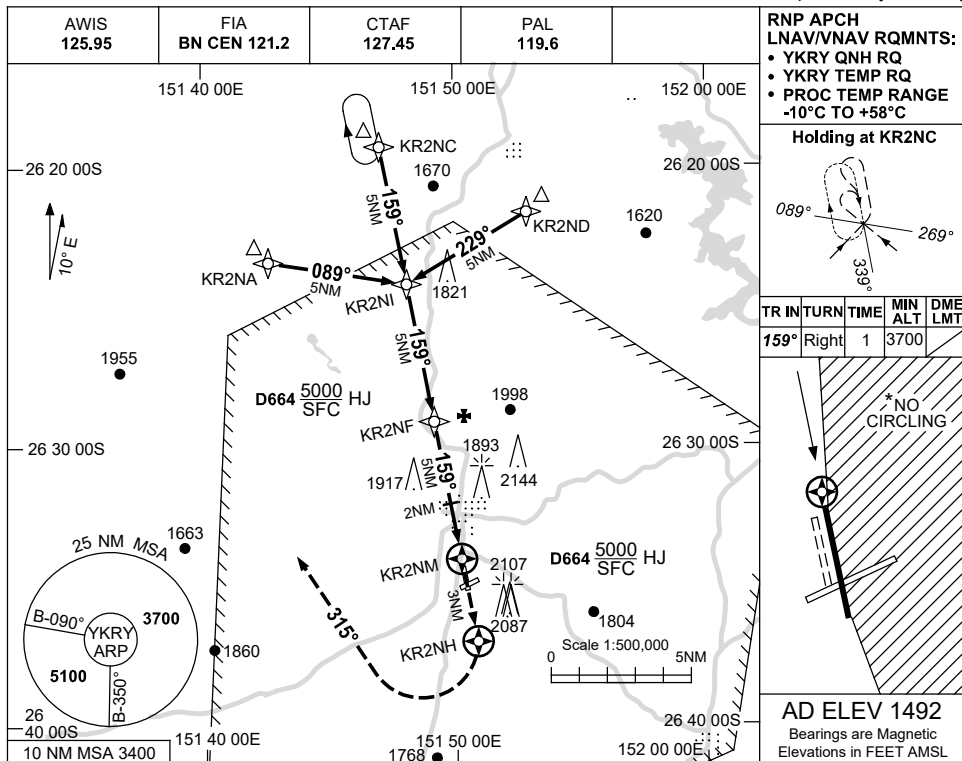 AWIS
125.95
FIA
BN CEN 121.2
CTAF
127.45
PAL
119.6
RNP APCH
LNAV/VNAV RQMNTS:
• YKRY QNH RQ
• YKRY TEMP RQ
• PROC TEMP RANGE
-10°C TO +58°C
151 40 00E
151 50 00E
152 00 00E
Holding at KR2NC
089°
269°
339°
26 20 00S
26 20 00S
KR2NC
1670
159°
5NM
KR2ND
1620
229°
5NM
10° E
KR2NA
089°
5NM
KR2NI
1821
TR IN
TURN
TIME
MIN
ALT
DME
LMT
159°
Right
1
3700
159°
5NM
1955
D664 5000
SFC
HJ
1998
KR2NF
*NO
CIRCLING
26 30 00S
26 30 00S
159°
5NM
1893
1917
2144
2NM
1663
25 NM MSA
KR2NM
D664 5000
SFC
HJ
2107
2087
3NM
B-090°
3700
YKRY
ARP
5100
B-350°
1860
315°
KR2NH
1804
Scale 1:500,000
0
5NM
26
40 00S
26 40 00S
10 NM MSA 3400
151 40 00E
151 50 00E
1768
152 00 00E
AD ELEV 1492
Bearings are Magnetic
Elevations in FEET AMSL